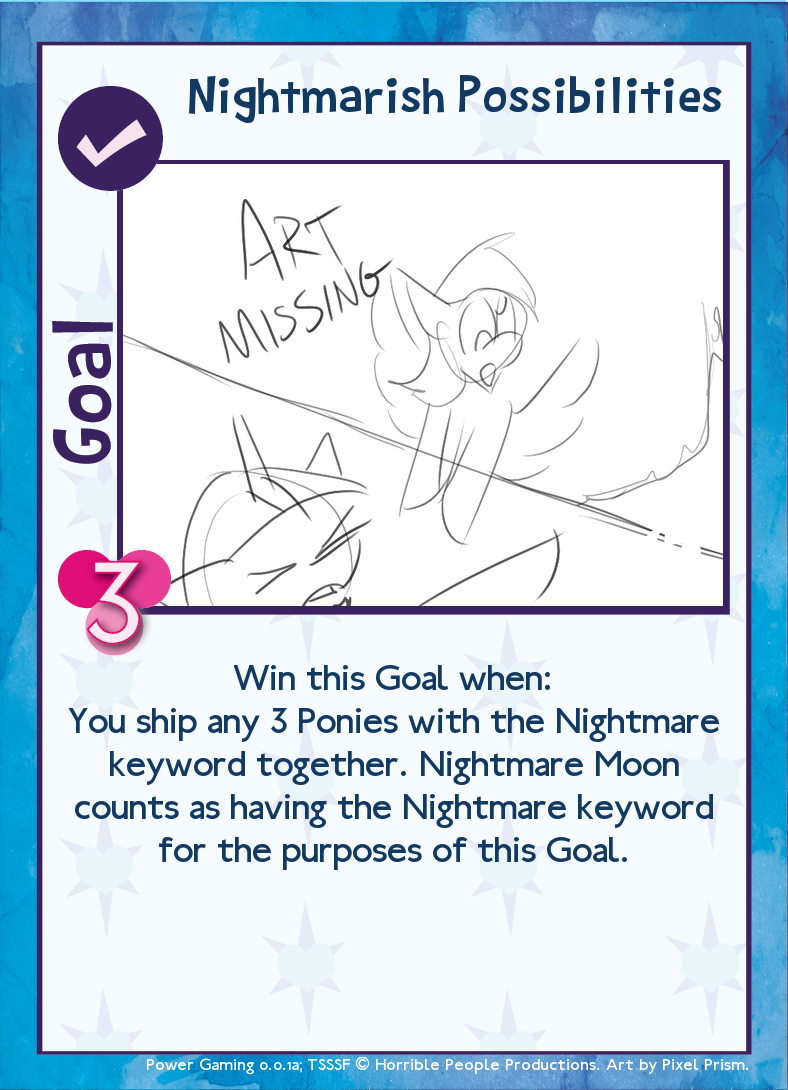 Nightmarish Possibilities
ART
MISSING
Goal
3
Win this Goal when:
You ship any 3 Ponies with the Nightmare
keyword together. Nightmare Moon
counts as having the Nightmare keyword
for the purposes of this Goal.
Power Gaming 0.0.1a; TSSSF © Horrible People Productions. Art by Pixel Prism.